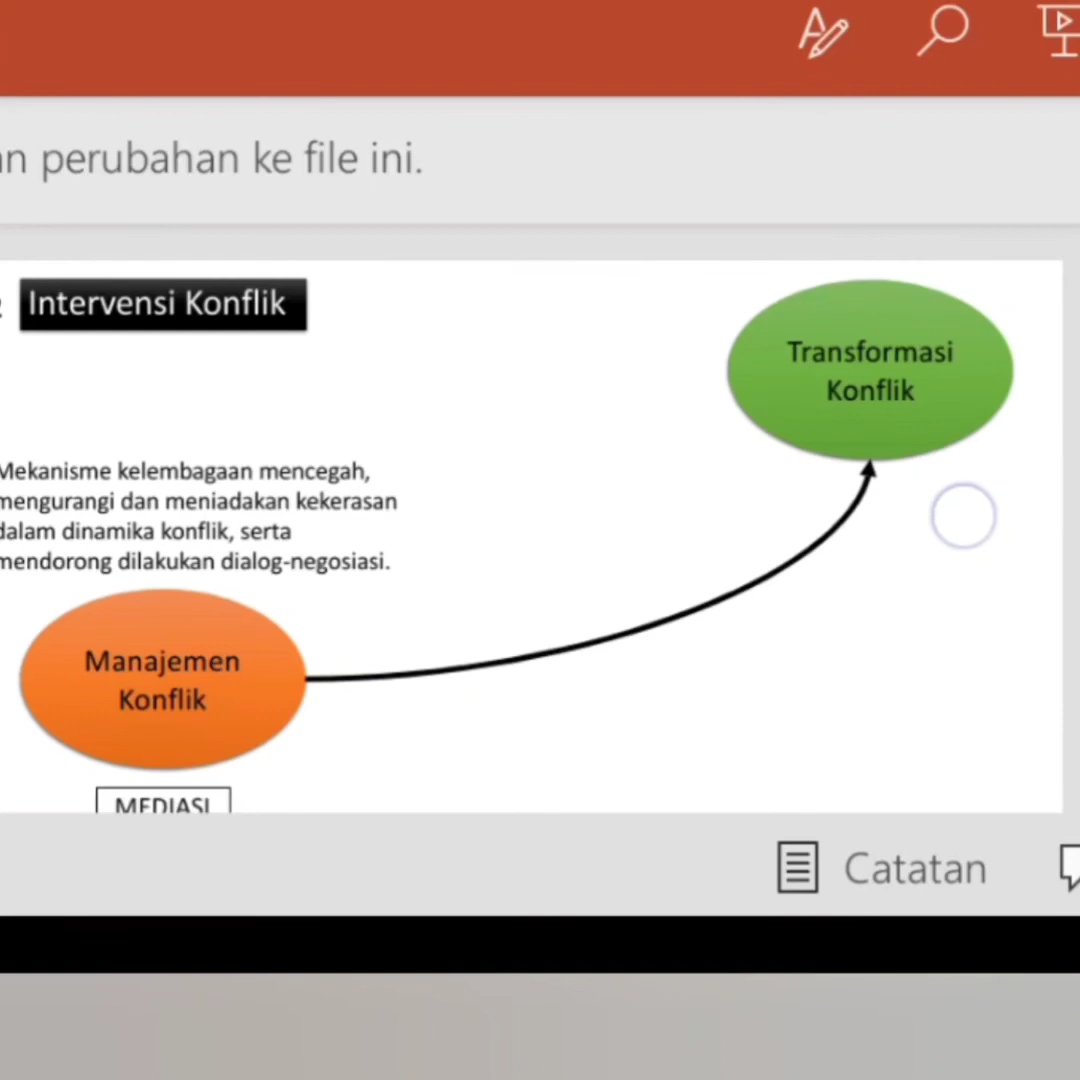 perubahan ke file ini.
Intervensi Konflik
Transformasi
Konflik
Mekanisme kelembagaan mencegah,
mengurangi dan meniadakan kekerasan
dalam dinamika konflik, serta
mendorong dilakukan dialog-negosiasi.
Manajemen
Konflik
MEDIASI
Catatan